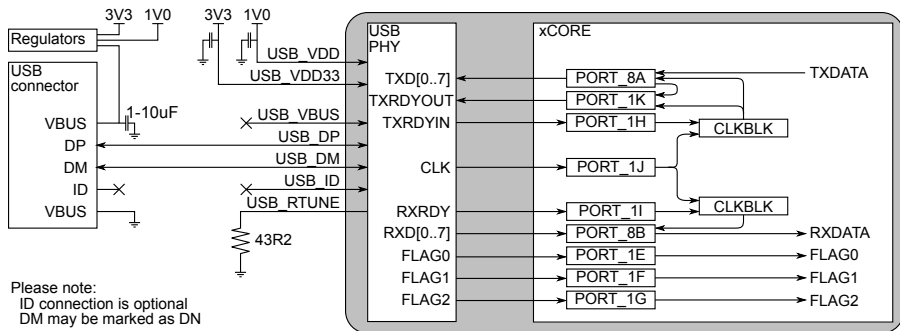 3V3 1V0
Regulators
USB
connector
VBUS
1-10uF
DP
DM
ID
VBUS
3V3 1V0
USB_VDD
USB_VDD33
USB_VBUS
USB_DP
USB_DM
USB_ID
USB_RTUNE
43R2
USB
PHY
TXD[0..7]
TXRDYOUT
TXRDYIN
CLK
RXRDY
RXD[0..7]
FLAG0
FLAG1
FLAG2
xCORE
PORT_8A
PORT_1K
PORT_1H
PORT_1J
PORT_1I
PORT_8B
PORT_1E
PORT_1F
PORT_1G
CLKBLK
CLKBLK
TXDATA
RXDATA
FLAG0
FLAG1
FLAG2
Please note:
ID connection is optional
DM may be marked as DN